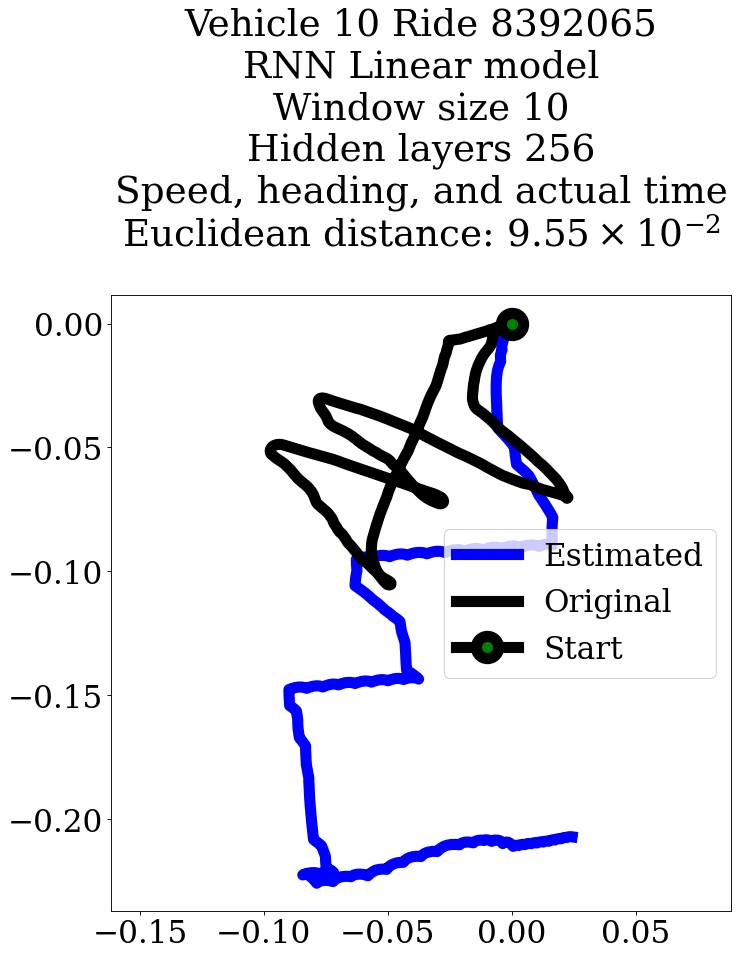 Vehicle 10 Ride 8392065
RNN Linear model
Window size 10
Hidden layers 256
Speed, heading, and actual time
Euclidean distance: 9.55 × 10⁻²
0.00
−0.05
−0.10
−0.15
−0.20
Estimated
Original
Start
−0.15 −0.10 −0.05 0.00 0.05